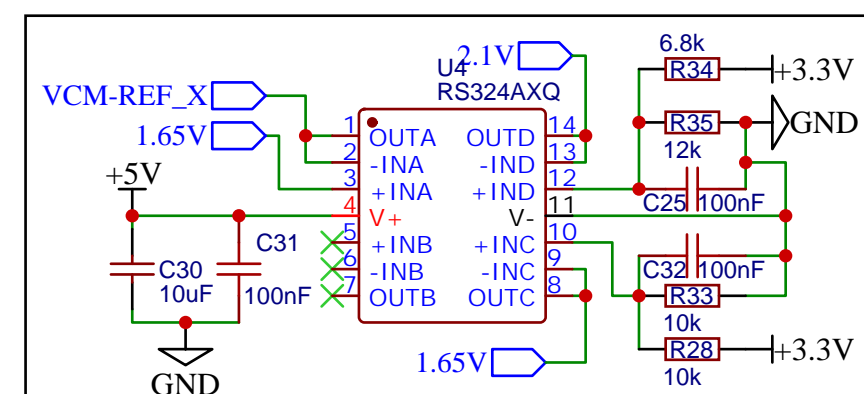 6.8k
2.1V
R34
+3.3V
U4
RS324AXQ
VCM-REF_X
1
OUTA
OUTD
14
R35
GND
1.65V
2
-INA
-IND
13
12k
+5V
3
+INA
+IND
12
4
V+
V-
11
C25
100nF
5
+INB
+INC
10
C31
C30
6
-INB
-INC
9
C32
100nF
10uF
100nF
7
OUTB
OUTC
8
R33
10k
1.65V
R28
+3.3V
GND
10k